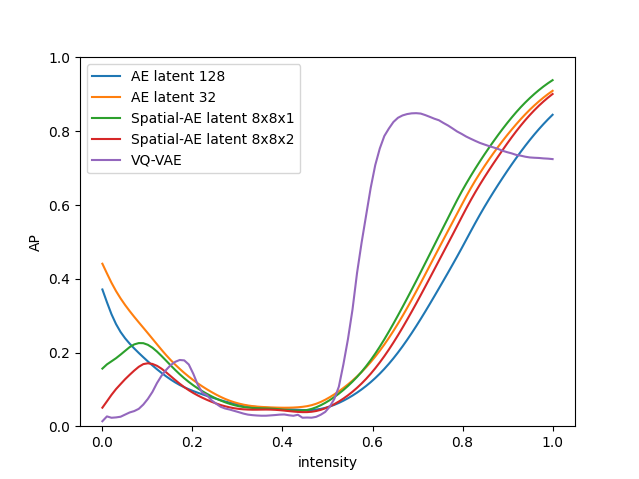 AE latent 128
AE latent 32
Spatial-AE latent 8x8x1
Spatial-AE latent 8x8x2
VQ-VAE
AP
1.0
0.8
0.6
0.4
0.2
0.0
0.0 0.2 0.4 0.6 0.8 1.0
intensity